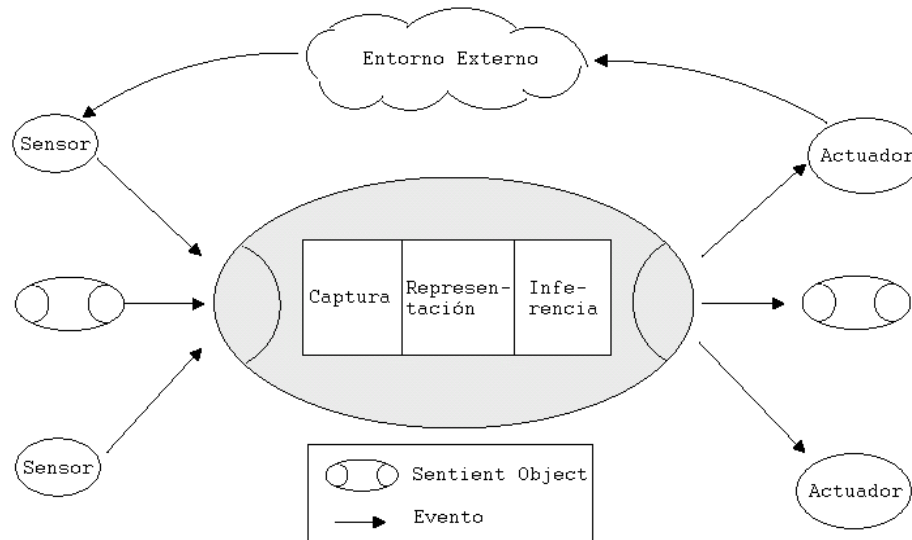 Entorno Externo
Sensor
Actuador
Captura
Represen-
tación
Infe-
rencia
Sensor
Actuador
Sentient Object
Evento